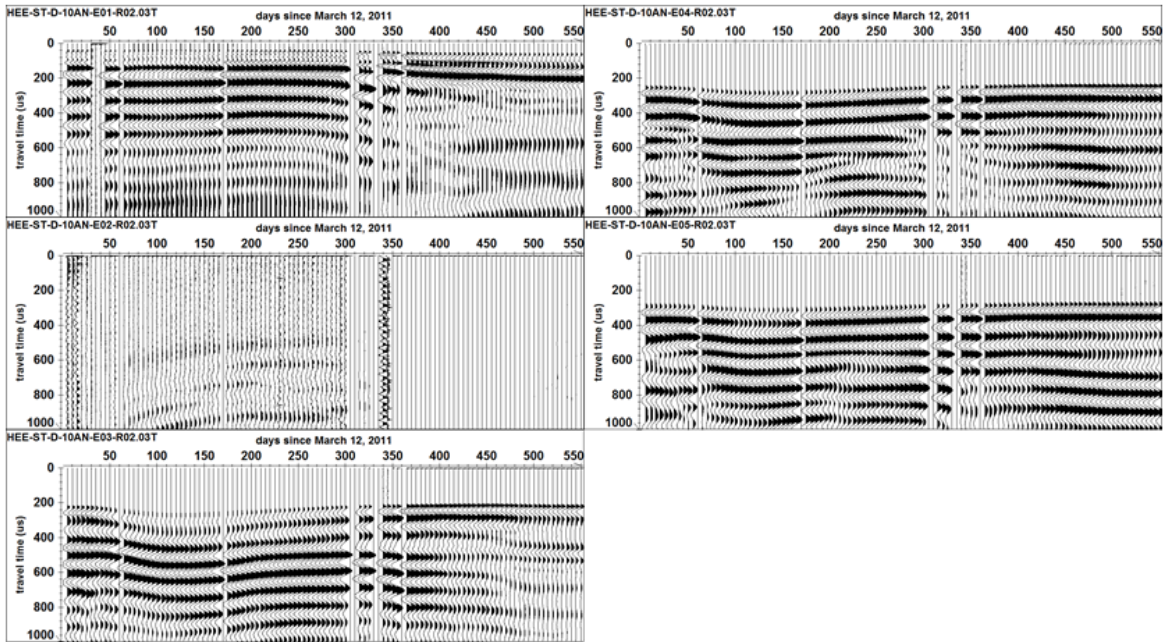 HEE-ST-D-10AN-E01-R02.03T days since March 12, 2011
50 100 150 200 250 300 350 400 450 500 550
travel time (us)
0
200
400
600
800
1000
HEE-ST-D-10AN-E04-R02.03T days since March 12, 2011
50 100 150 200 250 300 350 400 450 500 550
travel time (us)
0
200
400
600
800
1000
HEE-ST-D-10AN-E02-R02.03T days since March 12, 2011
50 100 150 200 250 300 350 400 450 500 550
travel time (us)
0
200
400
600
800
1000
HEE-ST-D-10AN-E05-R02.03T days since March 12, 2011
50 100 150 200 250 300 350 400 450 500 550
travel time (us)
0
200
400
600
800
1000
HEE-ST-D-10AN-E03-R02.03T days since March 12, 2011
50 100 150 200 250 300 350 400 450 500 550
travel time (us)
0
200
400
600
800
1000